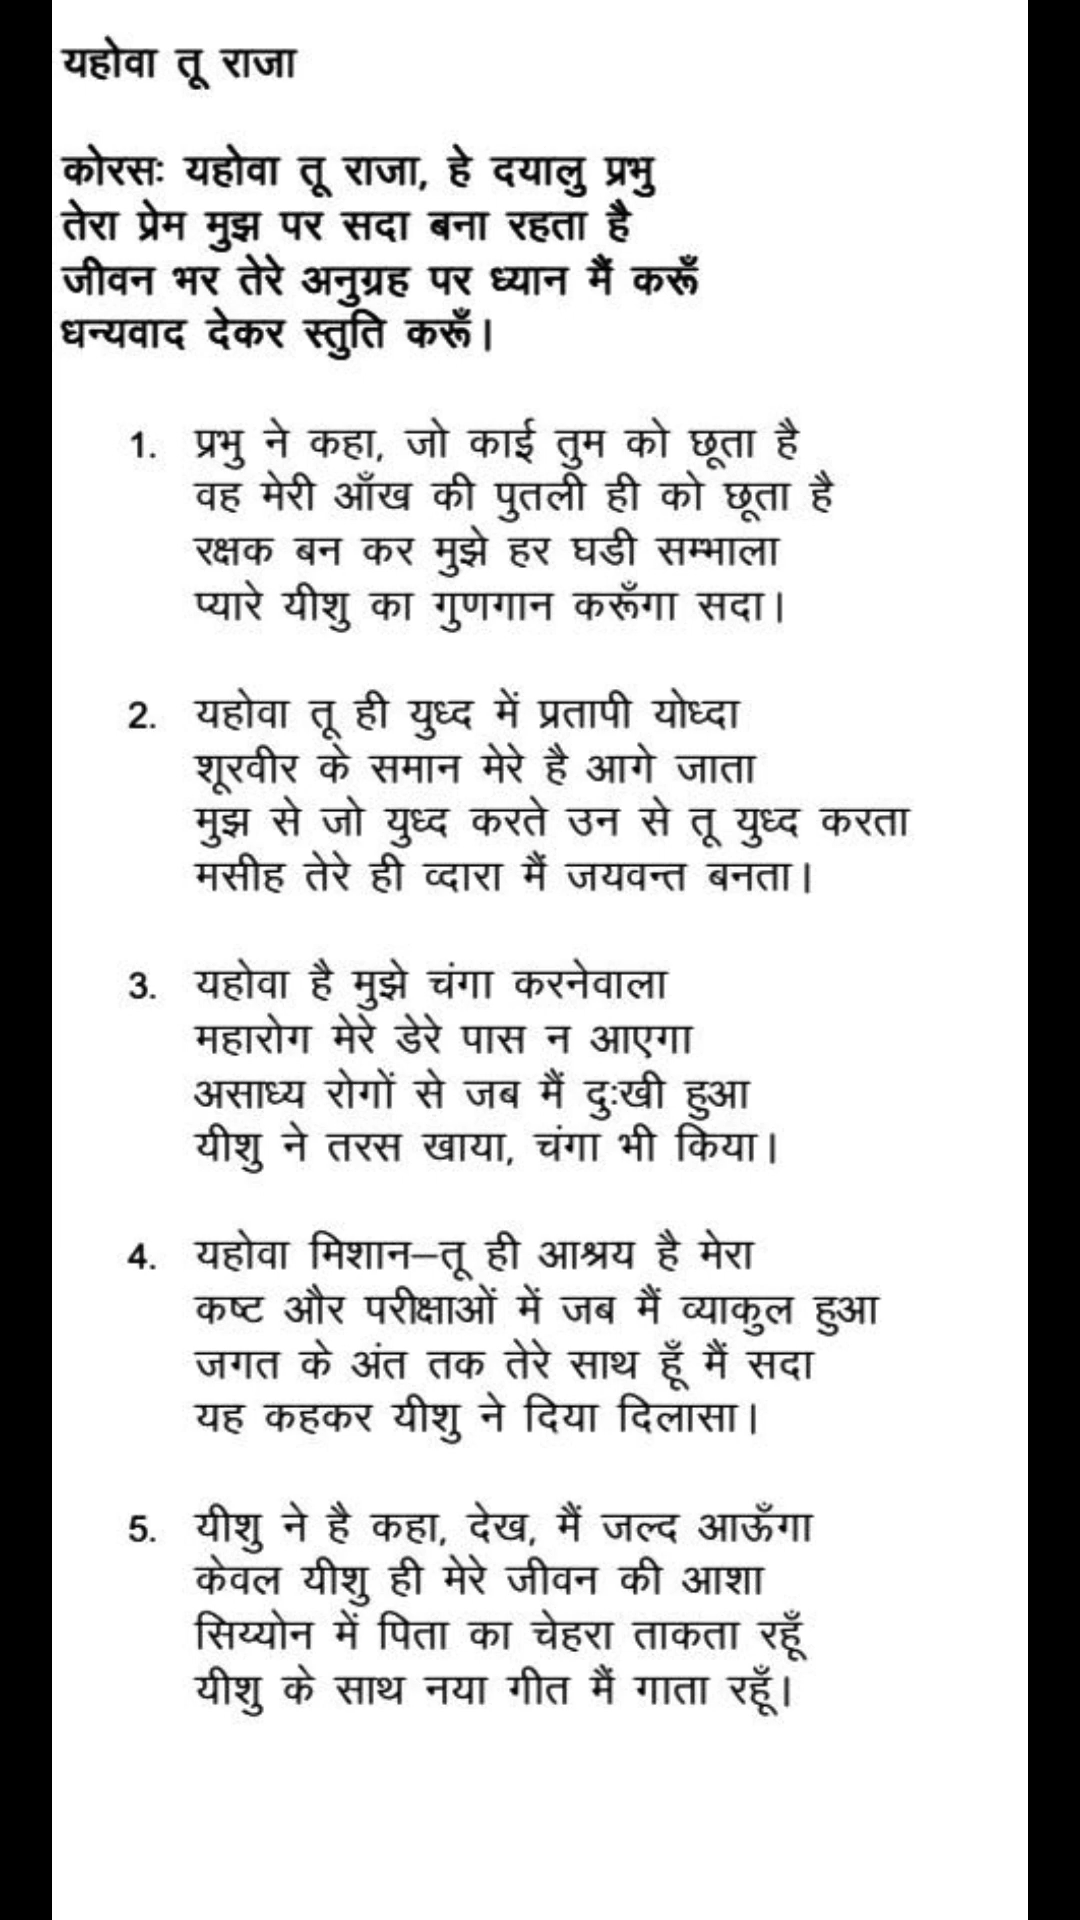 यहोवा तू राजा
कोरसः यहोवा तू राजा, हे दयालु प्रभु
तेरा प्रेम मुझ पर सदा बना रहता है
जीवन भर तेरे अनुग्रह पर ध्यान मैं करूँ
धन्यवाद देकर स्तुति करूँ।
1. प्रभु ने कहा, जो काई तुम को छूता है
वह मेरी आँख की पुतली ही को छूता है
रक्षक बन कर मुझे हर घडी सम्भाला
प्यारे यीशु का गुणगान करूँगा सदा।
2. यहोवा तू ही युध्द में प्रतापी योध्दा
शूरवीर के समान मेरे है आगे जाता
मुझ से जो युध्द करते उन से तू युध्द करता
मसीह तेरे ही व्दारा मैं जयवन्त बनता।
3. यहोवा है मुझे चंगा करनेवाला
महारोग मेरे डेरे पास न आएगा
असाध्य रोगों से जब मैं दुःखी हुआ
यीशु ने तरस खाया, चंगा भी किया।
4. यहोवा मिशान–तू ही आश्रय है मेरा
कष्ट और परीक्षाओं में जब मैं व्याकुल हुआ
जगत के अंत तक तेरे साथ हूँ मैं सदा
यह कहकर यीशु ने दिया दिलासा।
5. यीशु ने है कहा, देख, मैं जल्द आऊँगा
केवल यीशु ही मेरे जीवन की आशा
सिय्योन में पिता का चेहरा ताकता रहूँ
यीशु के साथ नया गीत मैं गाता रहूँ।